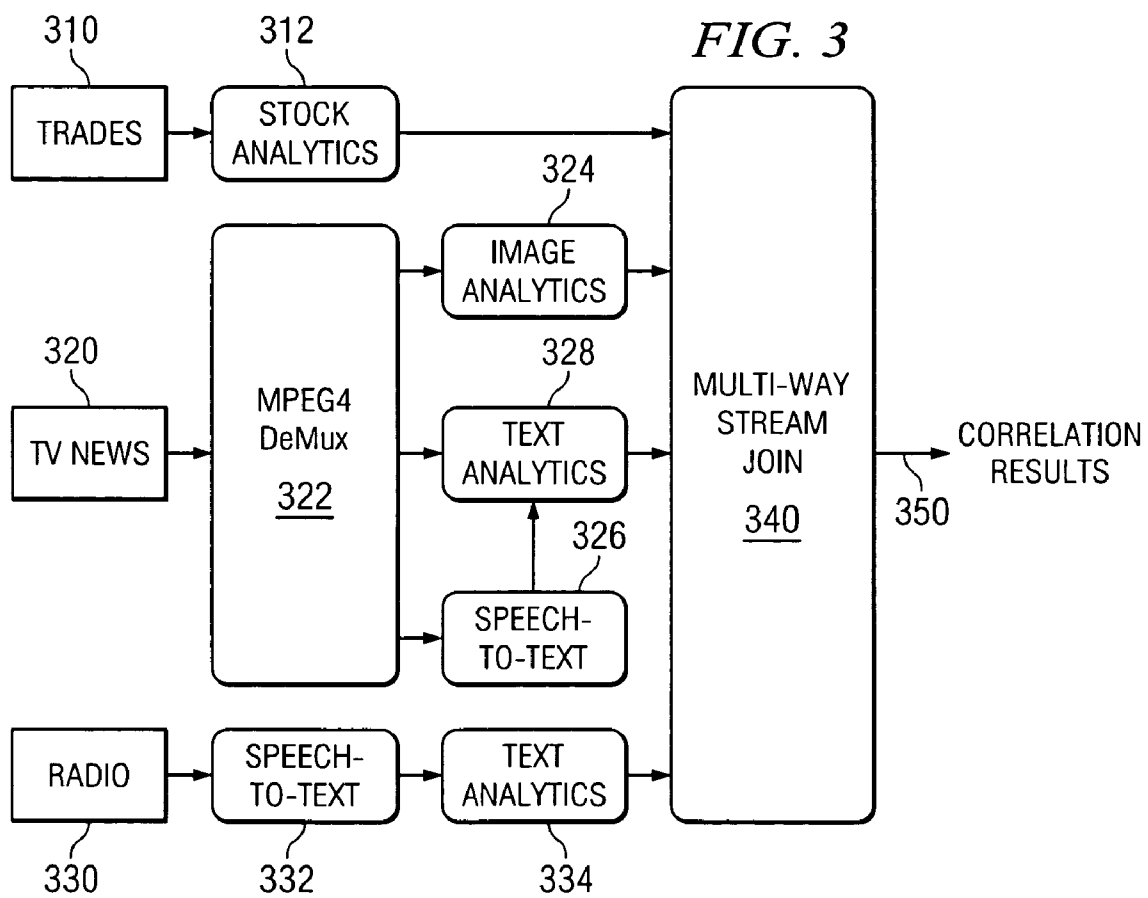 FIG. 3
310
312
TRADES
STOCK
ANALYTICS
324
IMAGE
ANALYTICS
320
328
TV NEWS
MPEG4
DeMux
322
TEXT
ANALYTICS
326
SPEECH-
TO-TEXT
MULTI-WAY
STREAM
JOIN
340
CORRELATION
RESULTS
350
RADIO
SPEECH-
TO-TEXT
TEXT
ANALYTICS
330
332
334